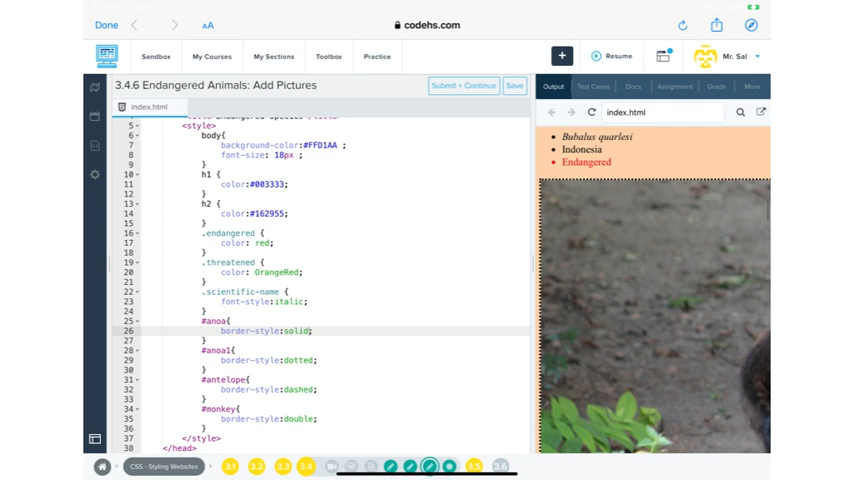 Done
AA
codehs.com
Sandbox
My Courses
My Sections
Toolbox
Practice
+
Resume
Mr. Sal
3.4.6 Endangered Animals: Add Pictures
Submit + Continue
Save
Output
Test Cases
Docs
Assignment
Grade
More
index.html
index.html
5 <style>
6 body{
7 background-color:#FFD1AA ;
8 font-size: 18px ;
9 }
10 h1 {
11 color:#003333;
12 }
13 h2 {
14 color:#162955;
15 }
16 .endangered {
17 color: red;
18 }
19 .threatened {
20 color: OrangeRed;
21 }
22 .scientific-name {
23 font-style:italic;
24 }
25 #anoa{
26 border-style:solid;
27 }
28 #anoa1{
29 border-style:dotted;
30 }
31 #antelope{
32 border-style:dashed;
33 }
34 #monkey{
35 border-style:double;
36 }
37 </style>
38 </head>
Bubalus quarlesi
Indonesia
Endangered
CSS - Styling Websites
3.1
3.2
3.3
3.4
3.5
3.6